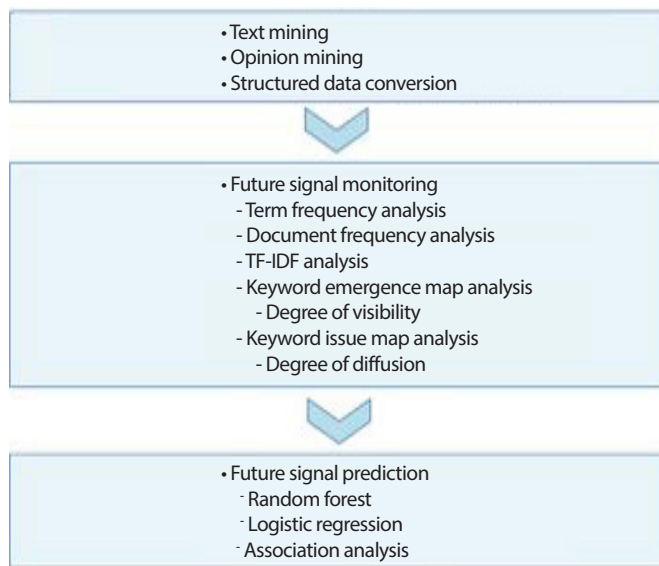 • Text mining
• Opinion mining
• Structured data conversion
• Future signal monitoring
- Term frequency analysis
- Document frequency analysis
- TF-IDF analysis
- Keyword emergence map analysis
- Degree of visibility
- Keyword issue map analysis
- Degree of diffusion
• Future signal prediction
- Random forest
- Logistic regression
- Association analysis